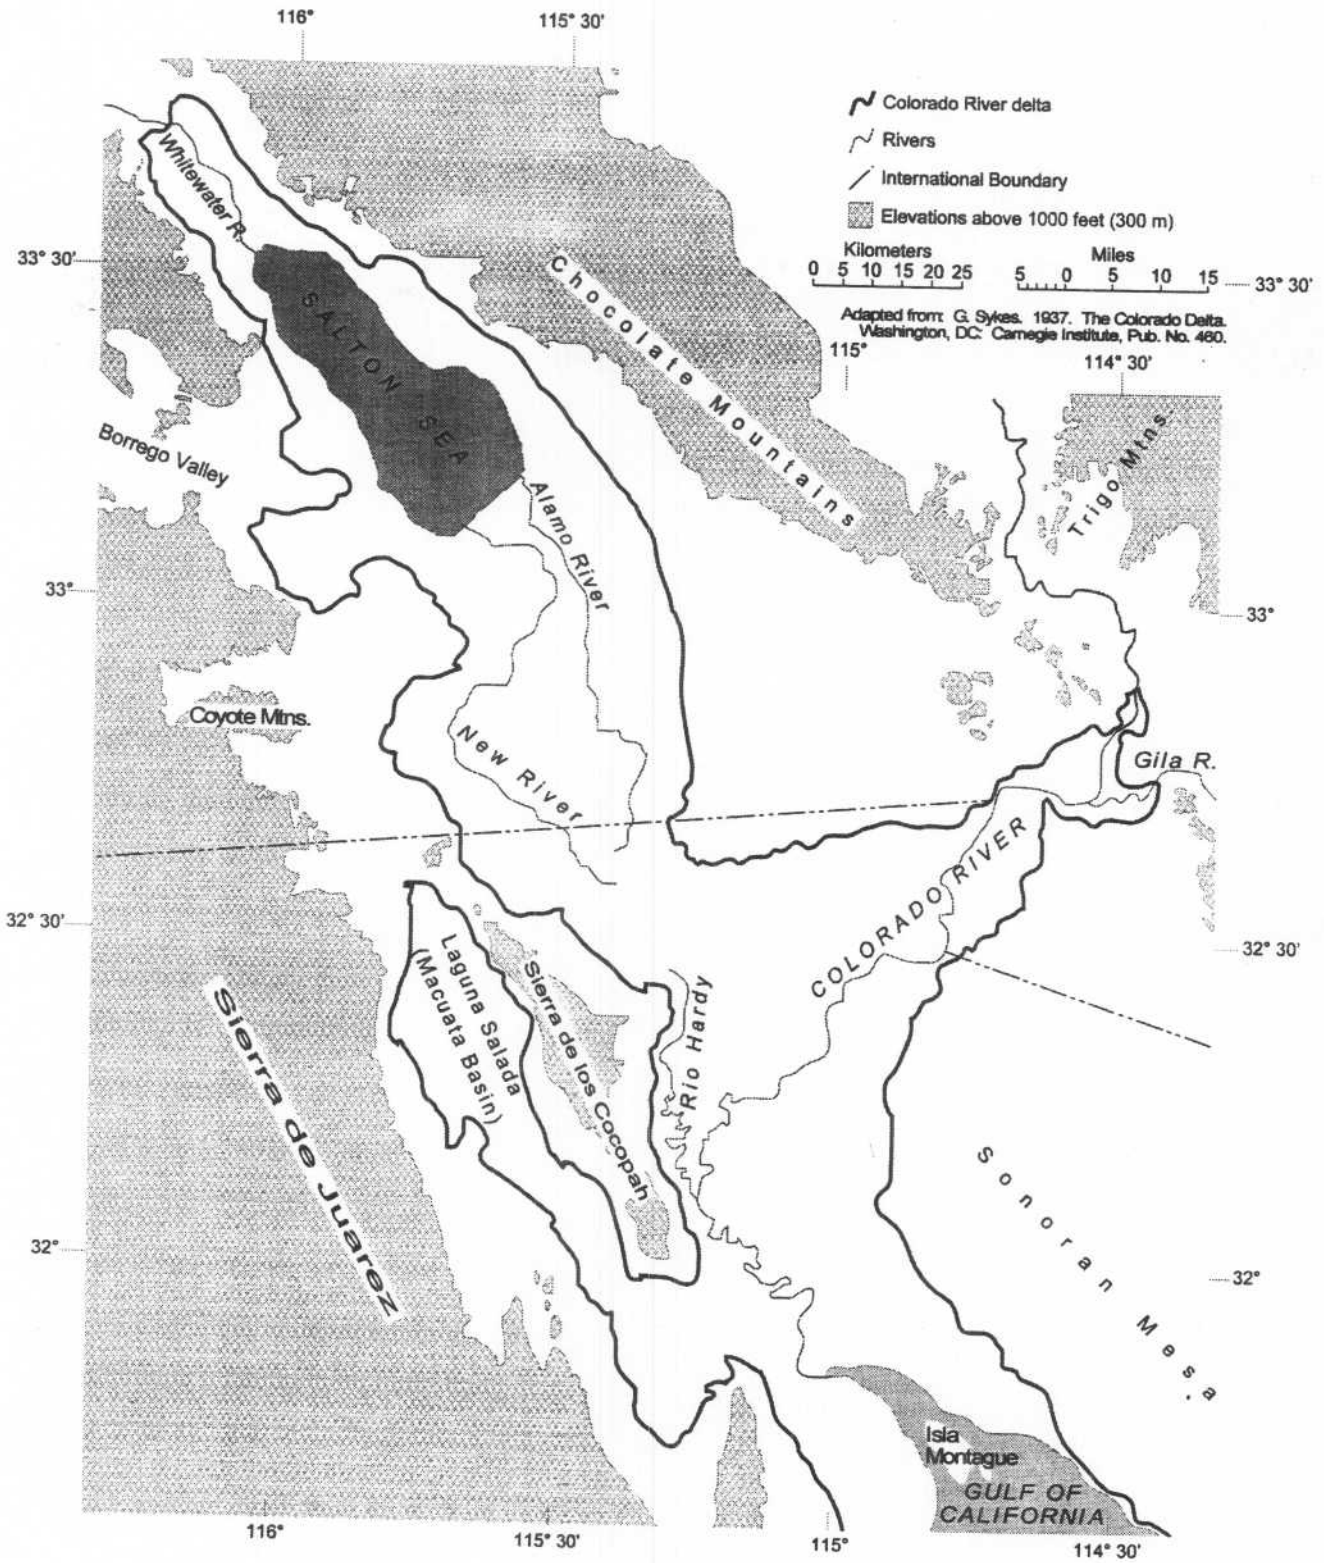 116°
115° 30'
Colorado River delta
Rivers
International Boundary
Elevations above 1000 feet (300 m)
Kilometers
Miles
0 5 10 15 20 25
5 0 5 10 15
33° 30'
33° 30'
Adapted from: G. Sykes. 1937. The Colorado Delta.
Washington, DC: Carnegie Institute, Pub. No. 460.
115°
114° 30'
Whitewater R.
SALTON SEA
Chocolate Mountains
Trigo Mtns.
Borrego Valley
Alamo River
33°
33°
Coyote Mtns.
New River
Gila R.
COLORADO RIVER
32° 30'
32° 30'
Laguna Salada
(Macuata Basin)
Sierra de los Cocopah
Rio Hardy
Sierra de Juarez
Sonoran Mesa
32°
32°
Isla
Montague
GULF OF
CALIFORNIA
116°
115° 30'
115°
114° 30'